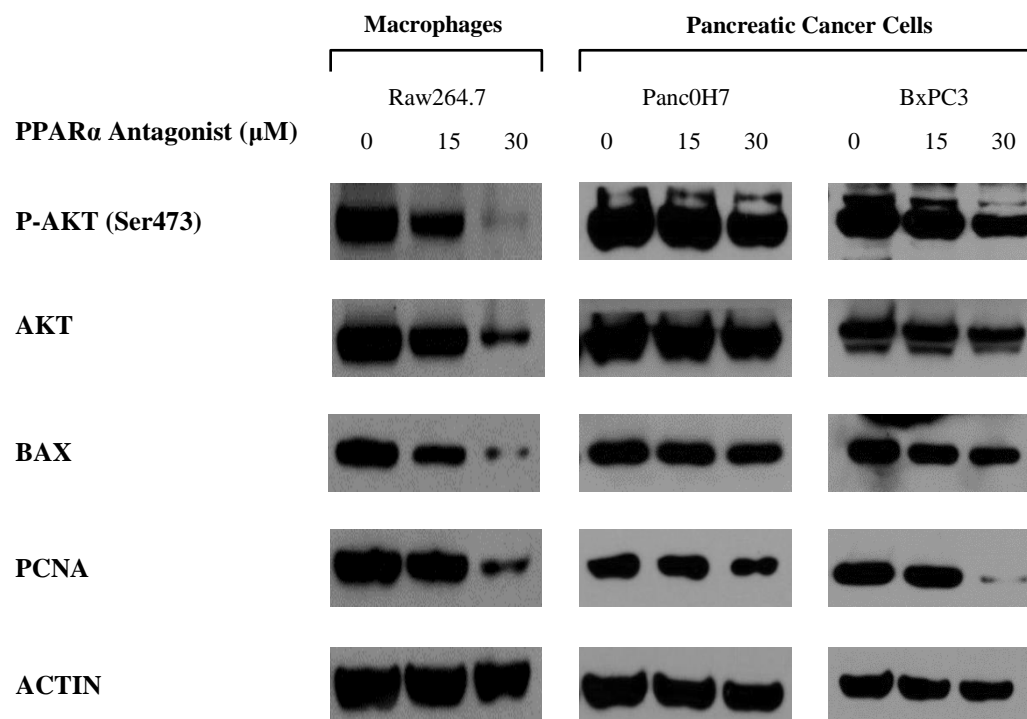 Macrophages Pancreatic Cancer Cells
Raw264.7 Panc0H7 BxPC3
PPARα Antagonist (µM) 0 15 30 0 15 30 0 15 30
P-AKT (Ser473)
AKT
BAX
PCNA
ACTIN